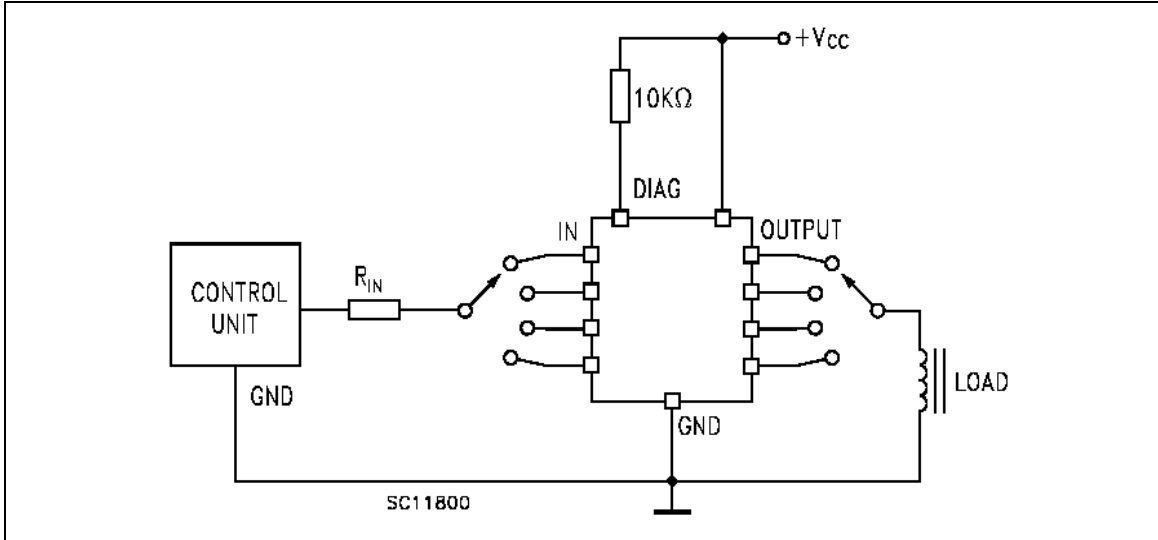 +Vcc
10KΩ
DIAG
IN
OUTPUT
RIN
CONTROL
UNIT
GND
LOAD
GND
SC11800